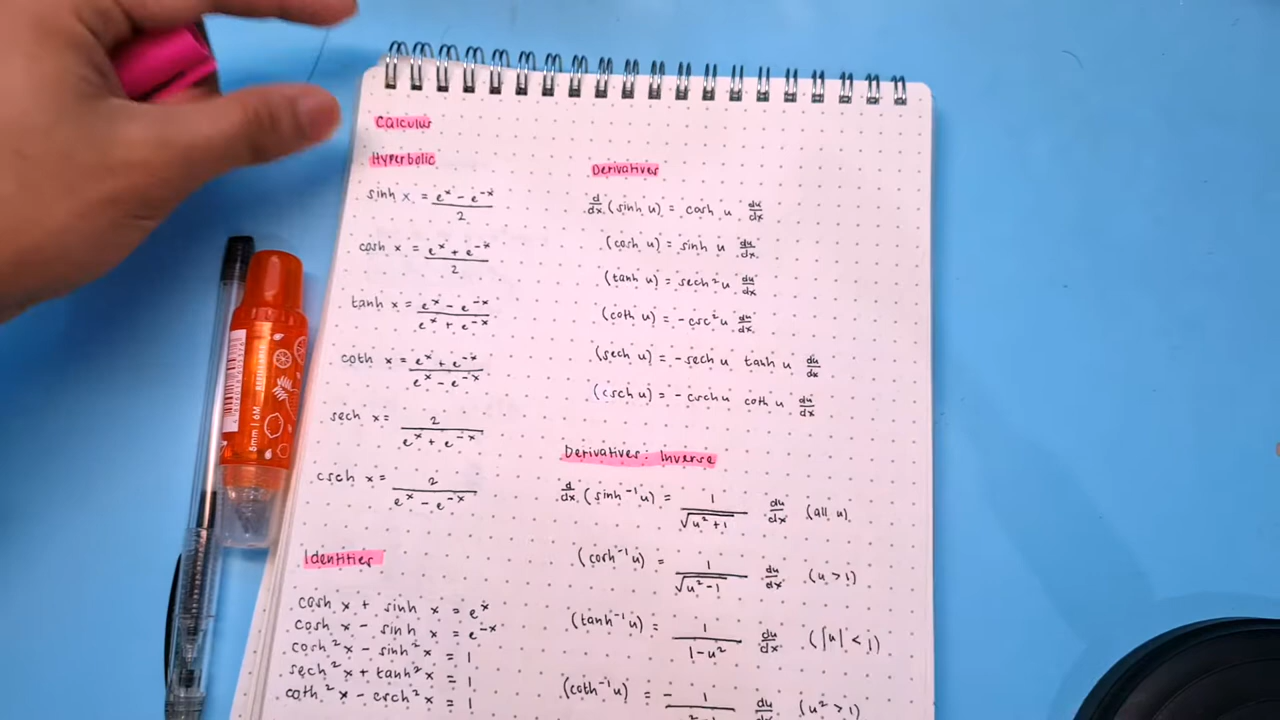 Calculus
Hyperbolic
sinh x = e^x - e^-x / 2
cosh x = e^x + e^-x / 2
tanh x = e^x - e^-x / e^x + e^-x
coth x = e^x + e^-x / e^x - e^-x
sech x = 2 / e^x + e^-x
csch x = 2 / e^x - e^-x
Identities
cosh x + sinh x = e^x
cosh x - sinh x = e^-x
cosh²x - sinh²x = 1
sech²x + tanh²x = 1
coth²x - csch²x = 1
Derivatives
d/dx (sinh u) = cosh u du/dx
(cosh u) = sinh u du/dx
(tanh u) = sech²u du/dx
(coth u) = -csc²u du/dx
(sech u) = -sech u tanh u du/dx
(csch u) = -csch u coth u du/dx
Derivatives: Inverse
d/dx (sinh⁻¹u) = 1 / √(u²+1) du/dx (all u)
(cosh⁻¹u) = 1 / √(u²-1) du/dx (u > 1)
(tanh⁻¹u) = 1 / 1-u² du/dx (|u| < 1)
(coth⁻¹u) = - 1 du/dx (u² > 1)
6mm | 6M